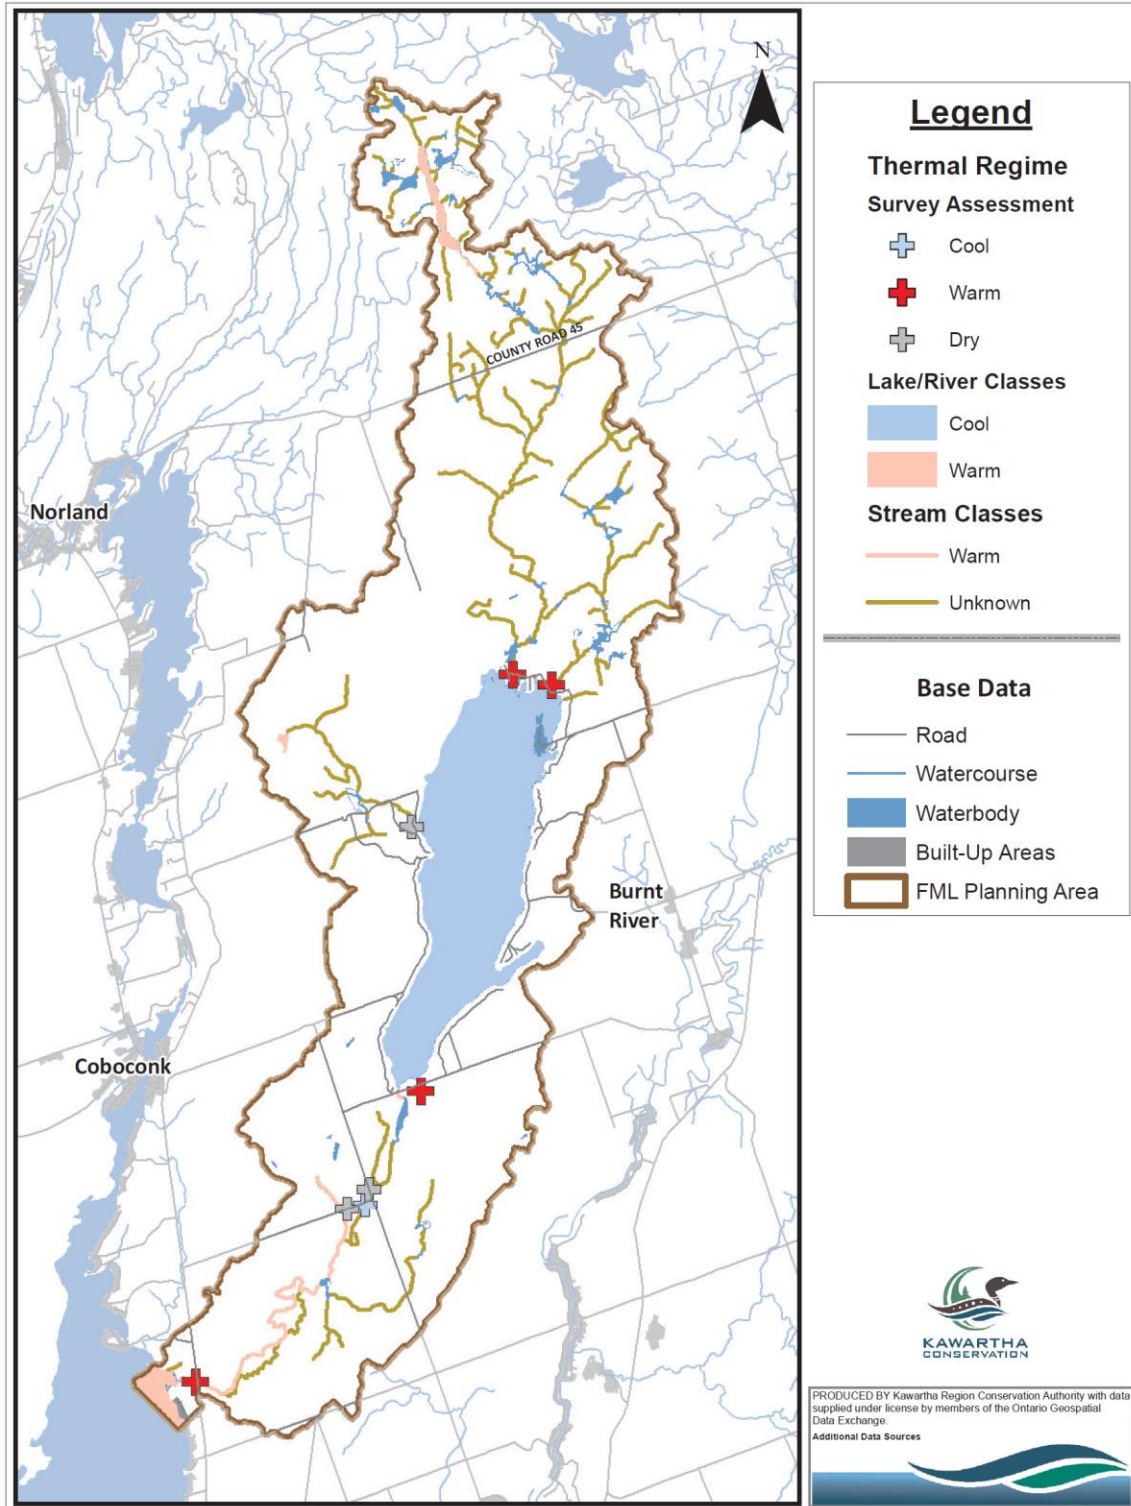 N
COUNTY ROAD 45
Norland
Burnt
River
Coboconk
Legend
Thermal Regime
Survey Assessment
Cool
Warm
Dry
Lake/River Classes
Cool
Warm
Stream Classes
Warm
Unknown
Base Data
Road
Watercourse
Waterbody
Built-Up Areas
FML Planning Area
KAWARTHA
CONSERVATION
PRODUCED BY Kawartha Region Conservation Authority with data
supplied under license by members of the Ontario Geospatial
Data Exchange.
Additional Data Sources